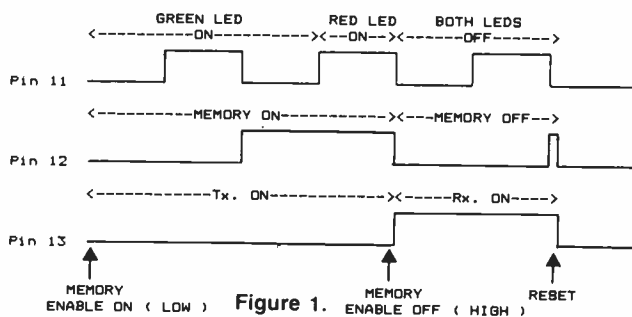 GREEN LED RED LED BOTH LEDS
<---------ON---------> <--ON--> <------OFF------>
Pin 11
<-----------MEMORY ON-----------> <---MEMORY OFF--->
Pin 12
<-------------Tx. ON-------------> <-----Rx. ON----->
Pin 13
MEMORY MEMORY RESET
ENABLE ON ( LOW ) Figure 1. ENABLE OFF ( HIGH )